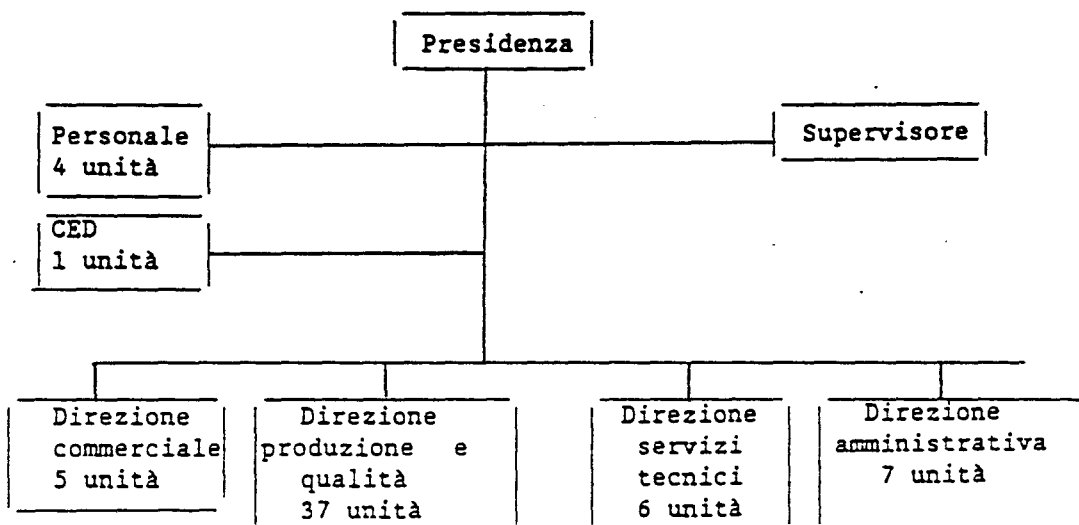 Presidenza
Personale
4 unità
Supervisore
CED
1 unità
Direzione
commerciale
5 unità
Direzione
produzione e
qualità
37 unità
Direzione
servizi
tecnici
6 unità
Direzione
amministrativa
7 unità